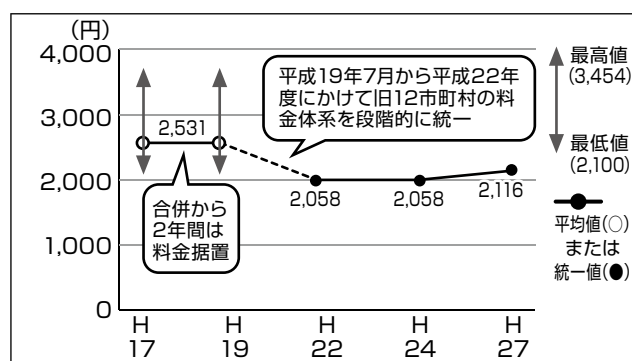 (円)
4,000
3,000
2,000
1,000
0
2,531
平成19年7月から平成22年
度にかけて旧12市町村の料
金体系を段階的に統一
合併から
2年間は
料金据置
2,058
2,058
2,116
H
17
H
19
H
22
H
24
H
27
最高値
(3,454)
最低値
(2,100)
平均値(○)
または
統一値(●)